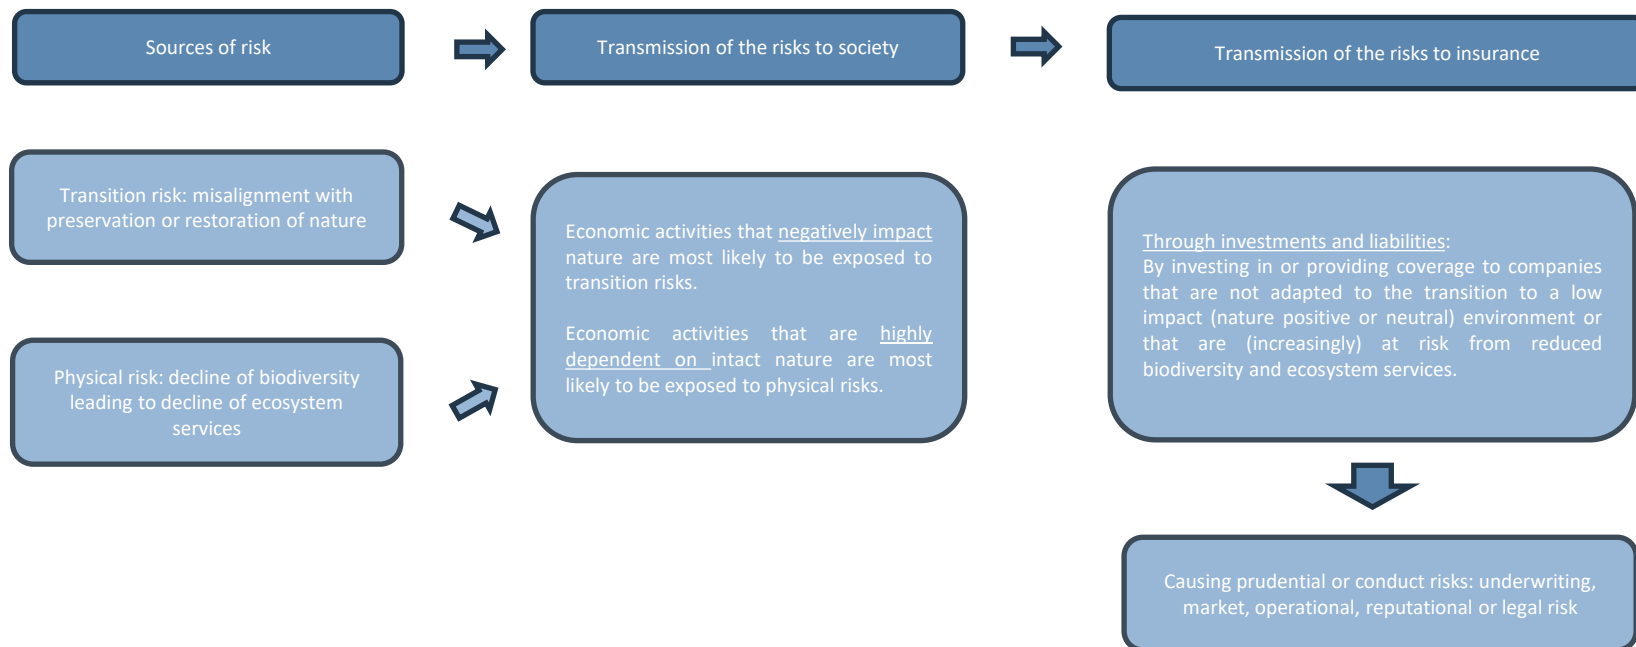 Sources of risk
Transmission of the risks to society
Transmission of the risks to insurance
Transition risk: misalignment with
preservation or restoration of nature
Physical risk: decline of biodiversity
leading to decline of ecosystem
services
Economic activities that negatively impact
nature are most likely to be exposed to
transition risks.
Economic activities that are highly
dependent on intact nature are most
likely to be exposed to physical risks.
Through investments and liabilities:
By investing in or providing coverage to companies
that are not adapted to the transition to a low
impact (nature positive or neutral) environment or
that are (increasingly) at risk from reduced
biodiversity and ecosystem services.
Causing prudential or conduct risks: underwriting,
market, operational, reputational or legal risk